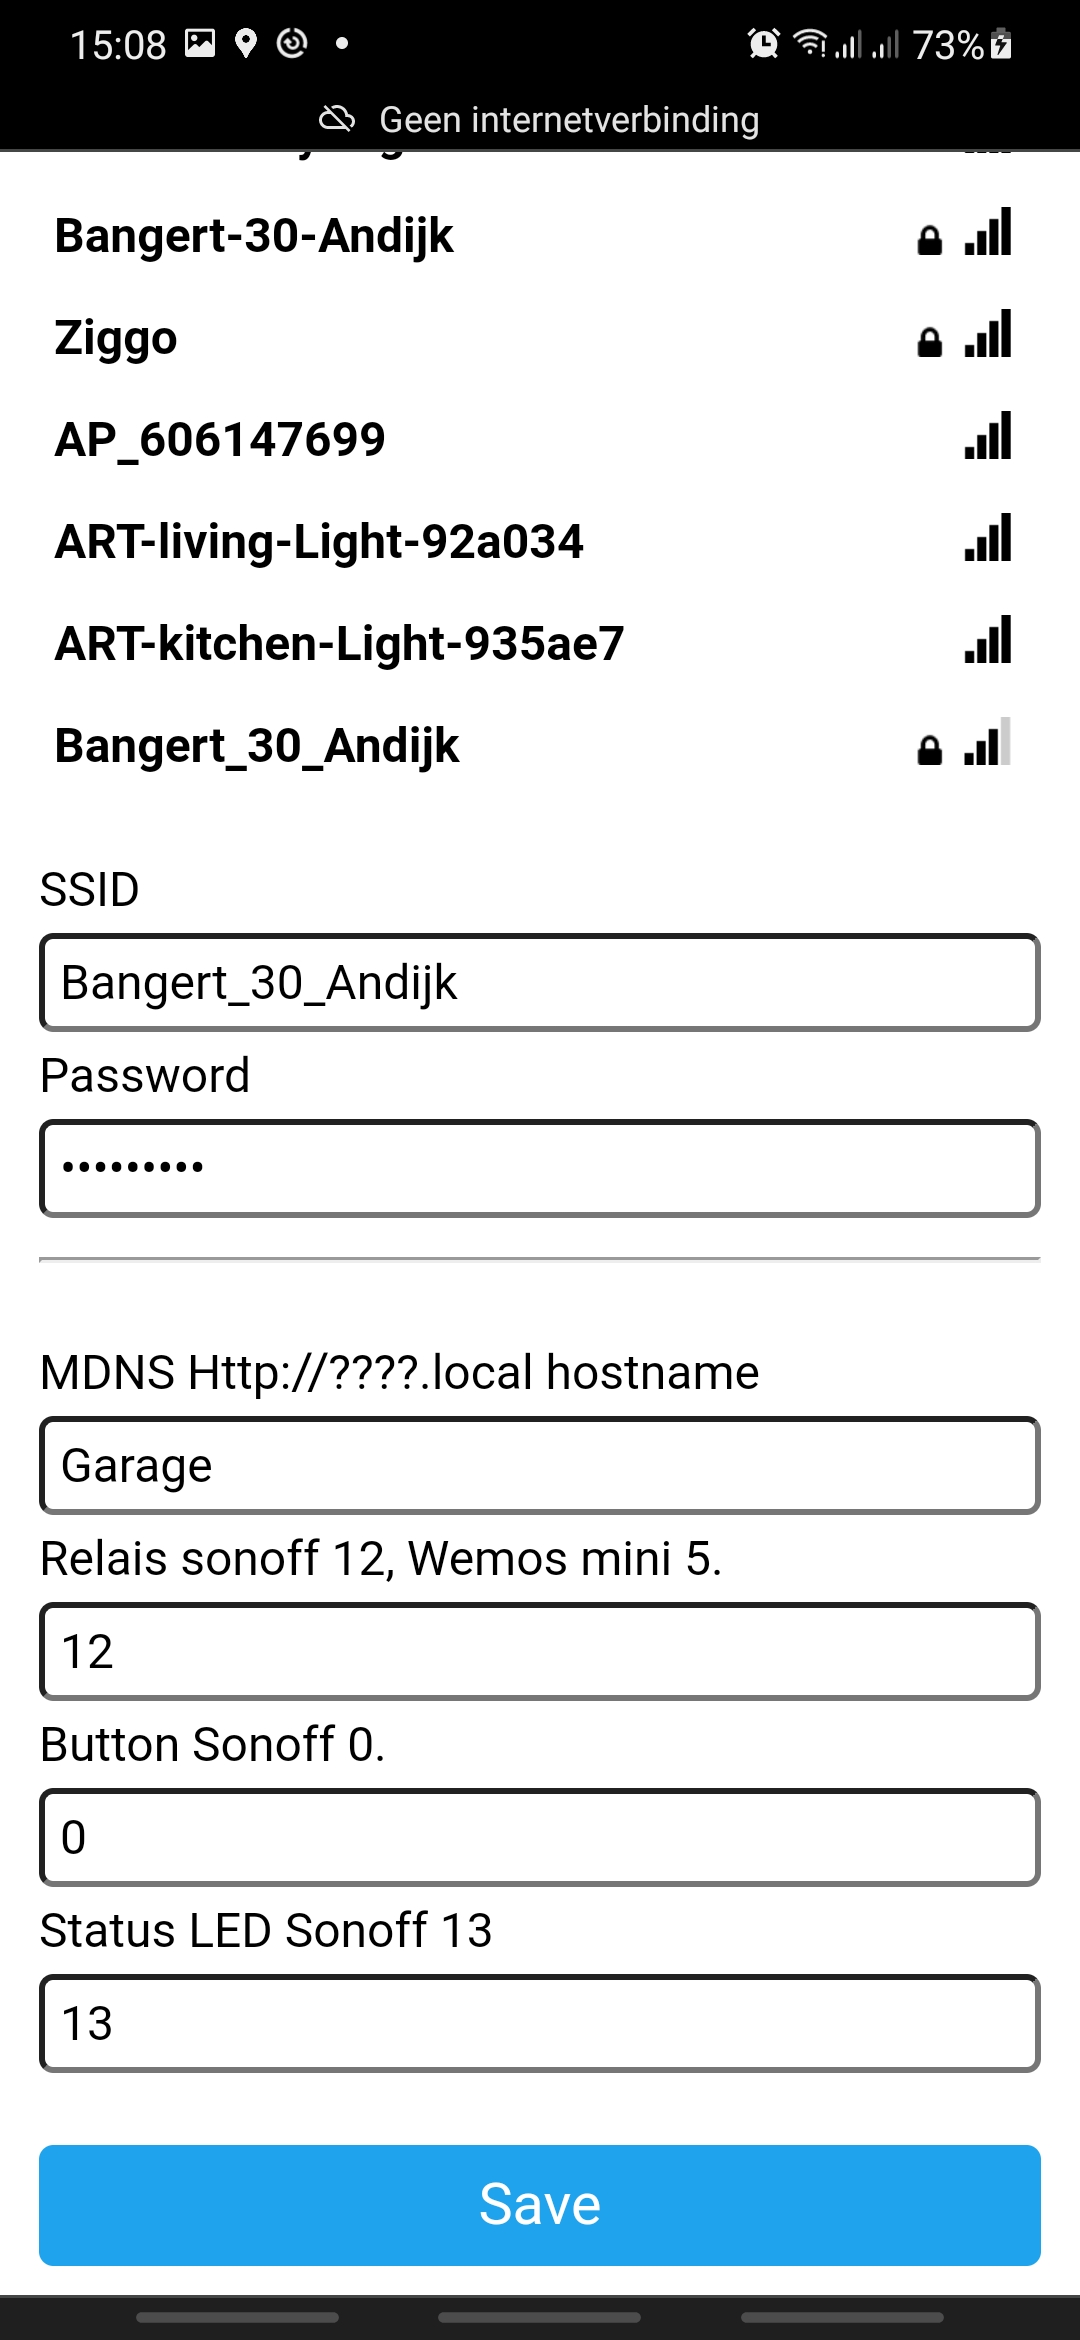 15:08
73%
Geen internetverbinding
Bangert-30-Andijk
Ziggo
AP_606147699
ART-living-Light-92a034
ART-kitchen-Light-935ae7
Bangert_30_Andijk
SSID
Bangert_30_Andijk
Password
•••••••••
MDNS Http://????.local hostname
Garage
Relais sonoff 12, Wemos mini 5.
12
Button Sonoff 0.
0
Status LED Sonoff 13
13
Save